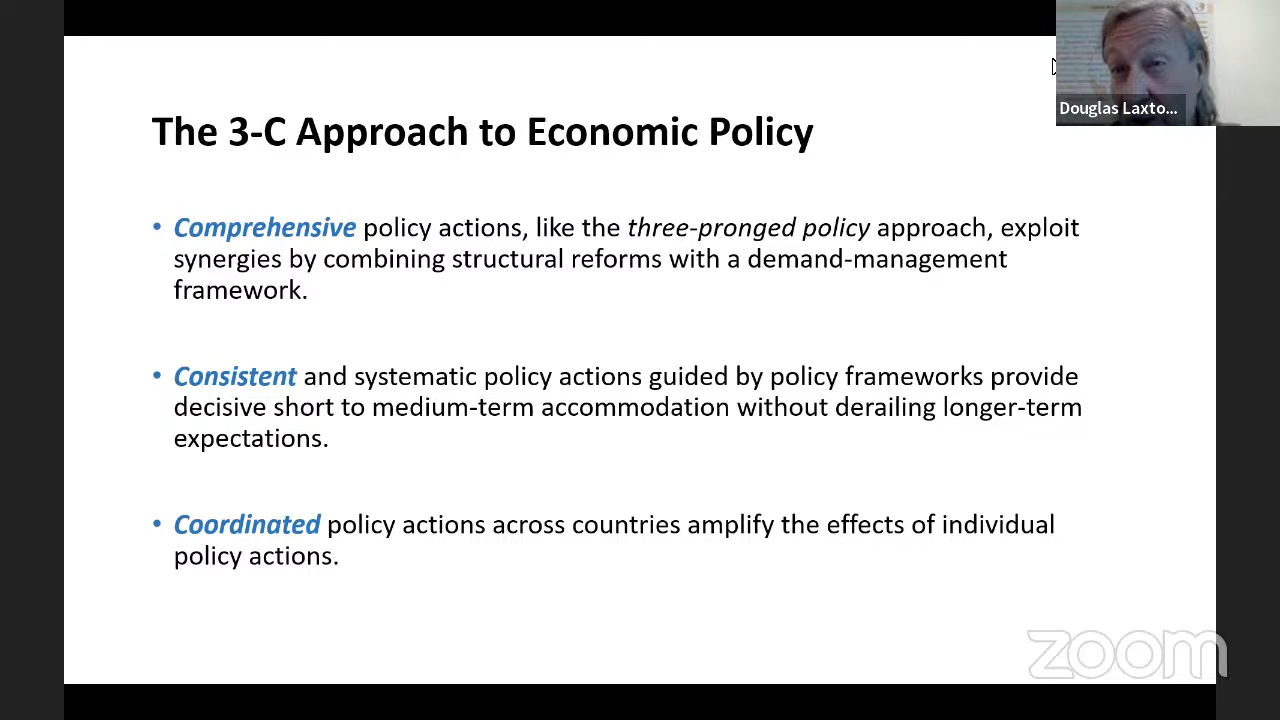 Douglas Laxto...
The 3-C Approach to Economic Policy
• Comprehensive policy actions, like the three-pronged policy approach, exploit
synergies by combining structural reforms with a demand-management
framework.
• Consistent and systematic policy actions guided by policy frameworks provide
decisive short to medium-term accommodation without derailing longer-term
expectations.
• Coordinated policy actions across countries amplify the effects of individual
policy actions.
zoom